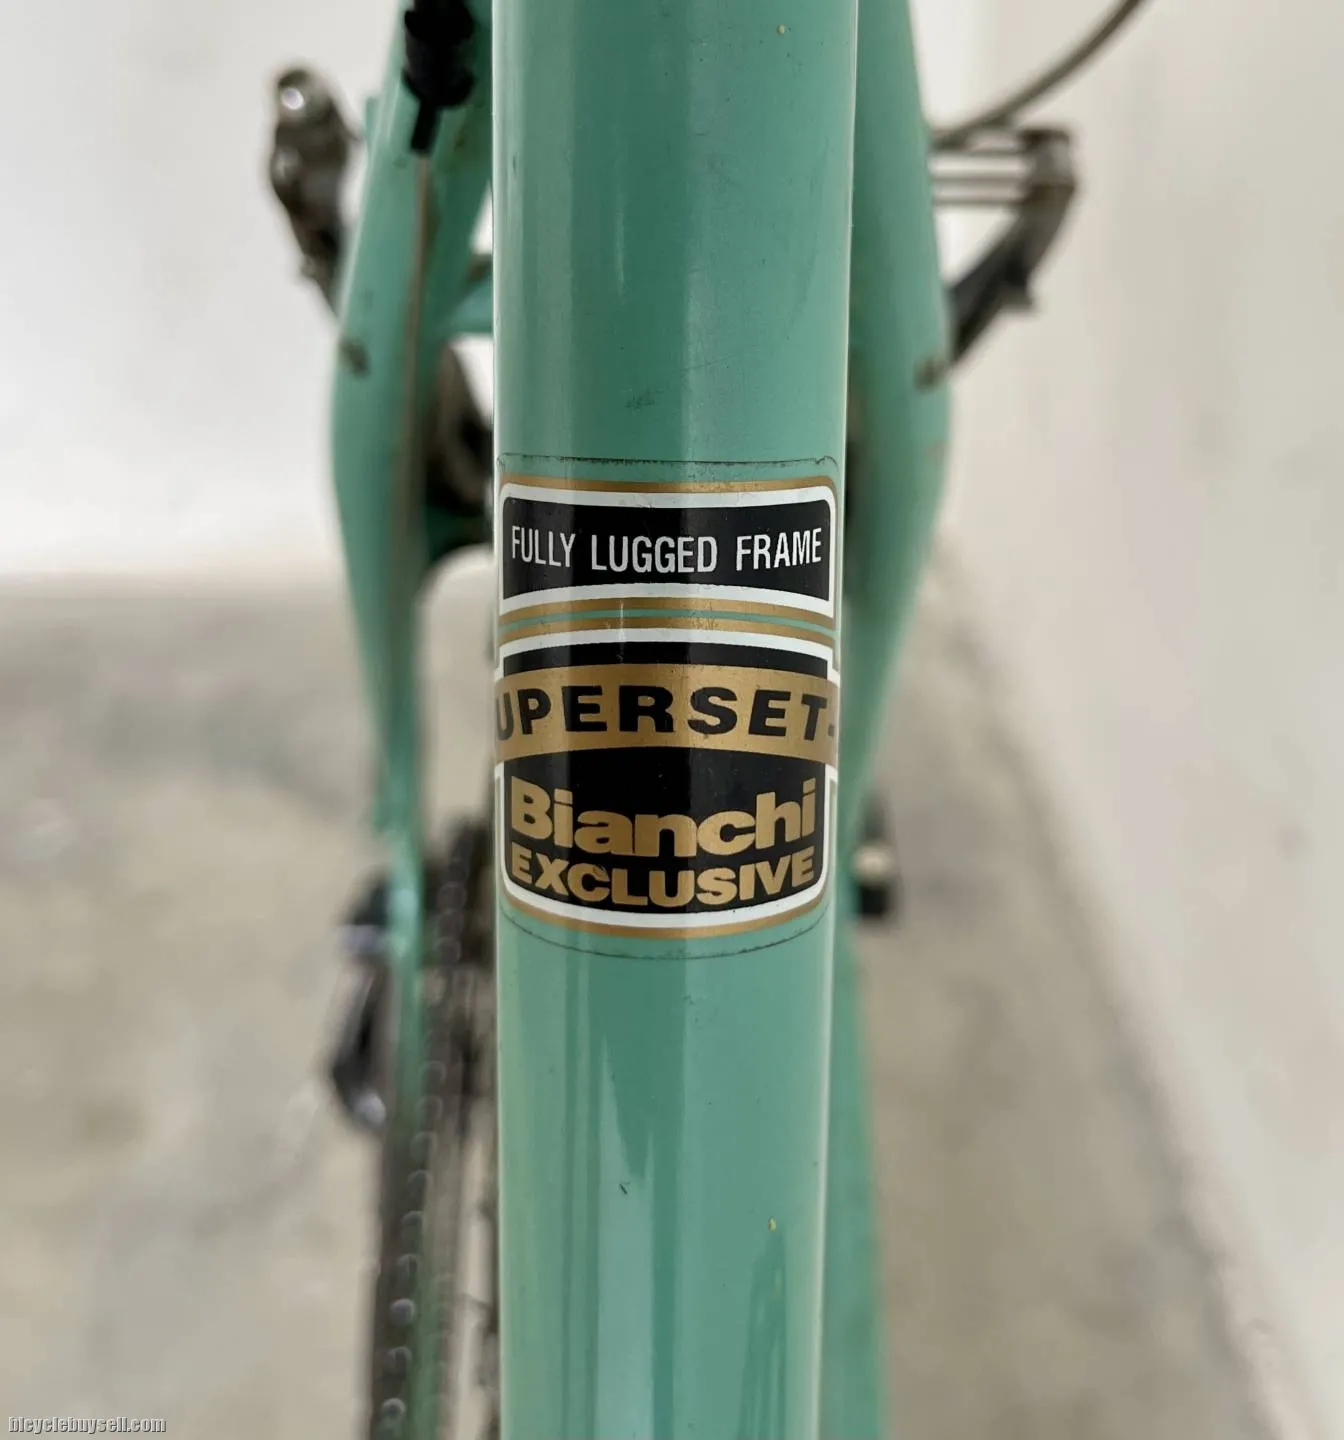 FULLY LUGGED FRAME
UPERSET-
Bianchi
EXCLUSIVE
bicyclebuysell.com